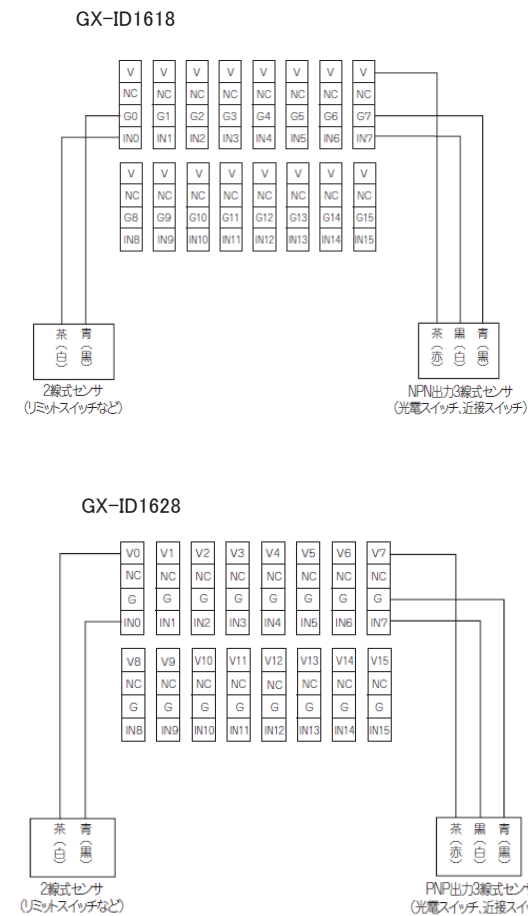 GX-ID1618
V V V V V V V V
NC NC NC NC NC NC NC NC
G0 G1 G2 G3 G4 G5 G6 G7
IN0 IN1 IN2 IN3 IN4 IN5 IN6 IN7
V V V V V V V V
NC NC NC NC NC NC NC NC
G8 G9 G10 G11 G12 G13 G14 G15
IN8 IN9 IN10 IN11 IN12 IN13 IN14 IN15
茶(白) 青(黒)
2線式センサ
(リミットスイッチなど)
茶(赤) 黒(白) 青(黒)
NPN出力3線式センサ
(光電スイッチ,近接スイッチ)
GX-ID1628
V0 V1 V2 V3 V4 V5 V6 V7
NC NC NC NC NC NC NC NC
G G G G G G G G
IN0 IN1 IN2 IN3 IN4 IN5 IN6 IN7
V8 V9 V10 V11 V12 V13 V14 V15
NC NC NC NC NC NC NC NC
G G G G G G G G
IN8 IN9 IN10 IN11 IN12 IN13 IN14 IN15
茶(白) 青(黒)
2線式センサ
(リミットスイッチなど)
茶(赤) 黒(白) 青(黒)
PNP出力3線式センサ
(光電スイッチ,近接スイ